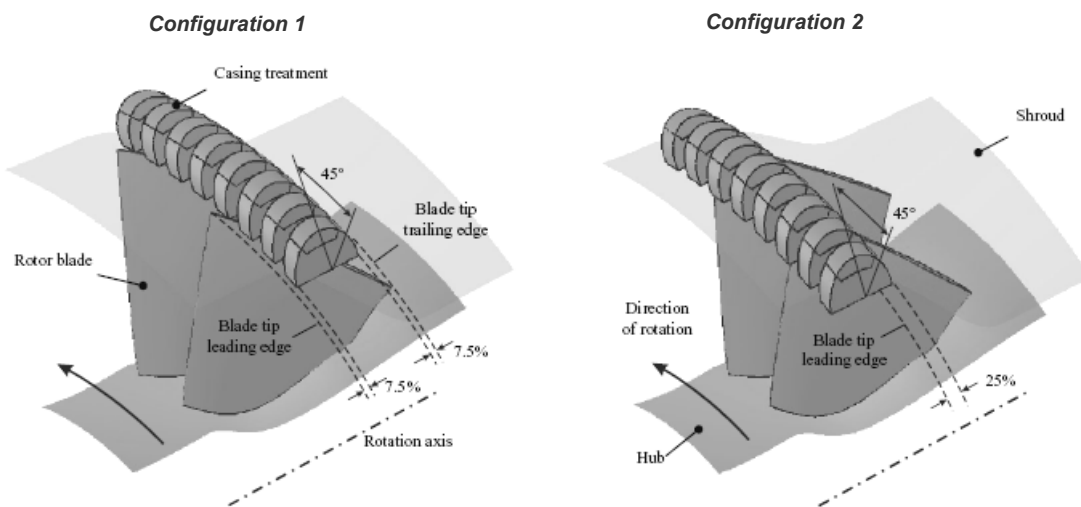 Configuration 1
Configuration 2
Casing treatment
45°
Blade tip
trailing edge
Rotor blade
Blade tip
leading edge
7.5%
7.5%
Rotation axis
Shroud
45°
Direction
of rotation
Blade tip
leading edge
25%
Hub